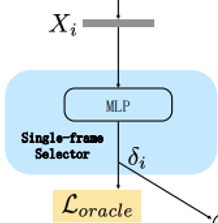 X_i
MLP
Single-frame
Selector
δ_i
ℒ_oracle